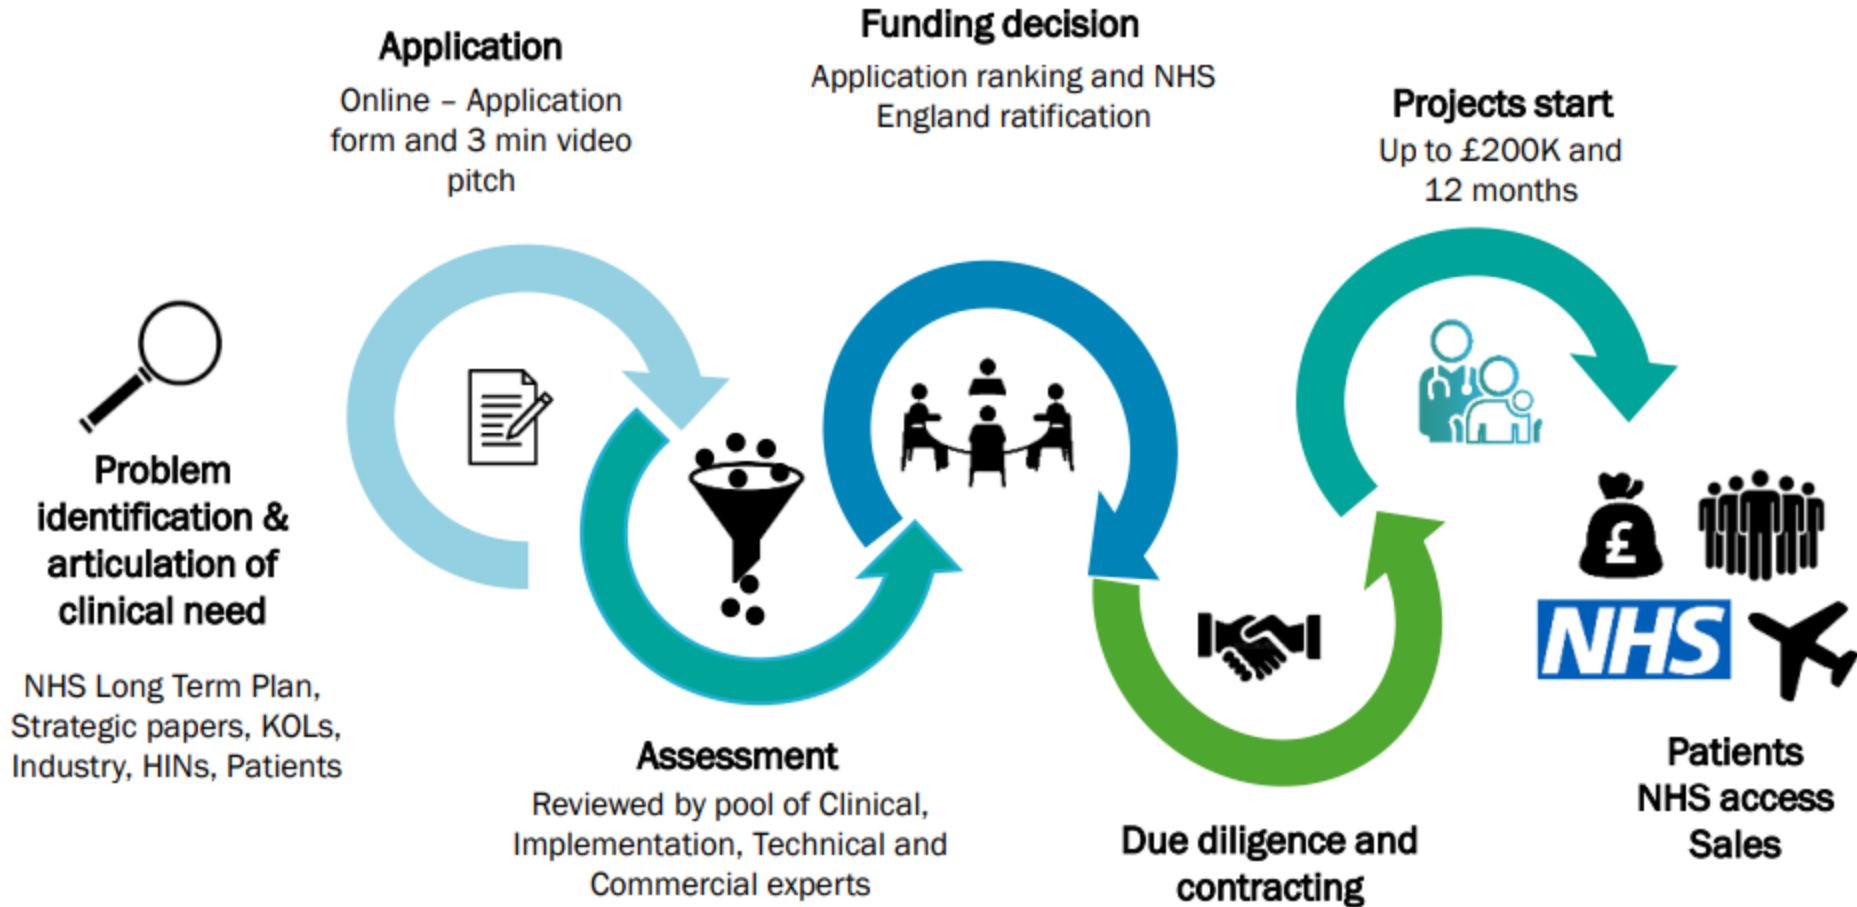 Problem
identification &
articulation of
clinical need
NHS Long Term Plan,
Strategic papers, KOLs,
Industry, HINs, Patients
Application
Online – Application
form and 3 min video
pitch
Assessment
Reviewed by pool of Clinical,
Implementation, Technical and
Commercial experts
Funding decision
Application ranking and NHS
England ratification
Due diligence and
contracting
Projects start
Up to £200K and
12 months
£
NHS
Patients
NHS access
Sales